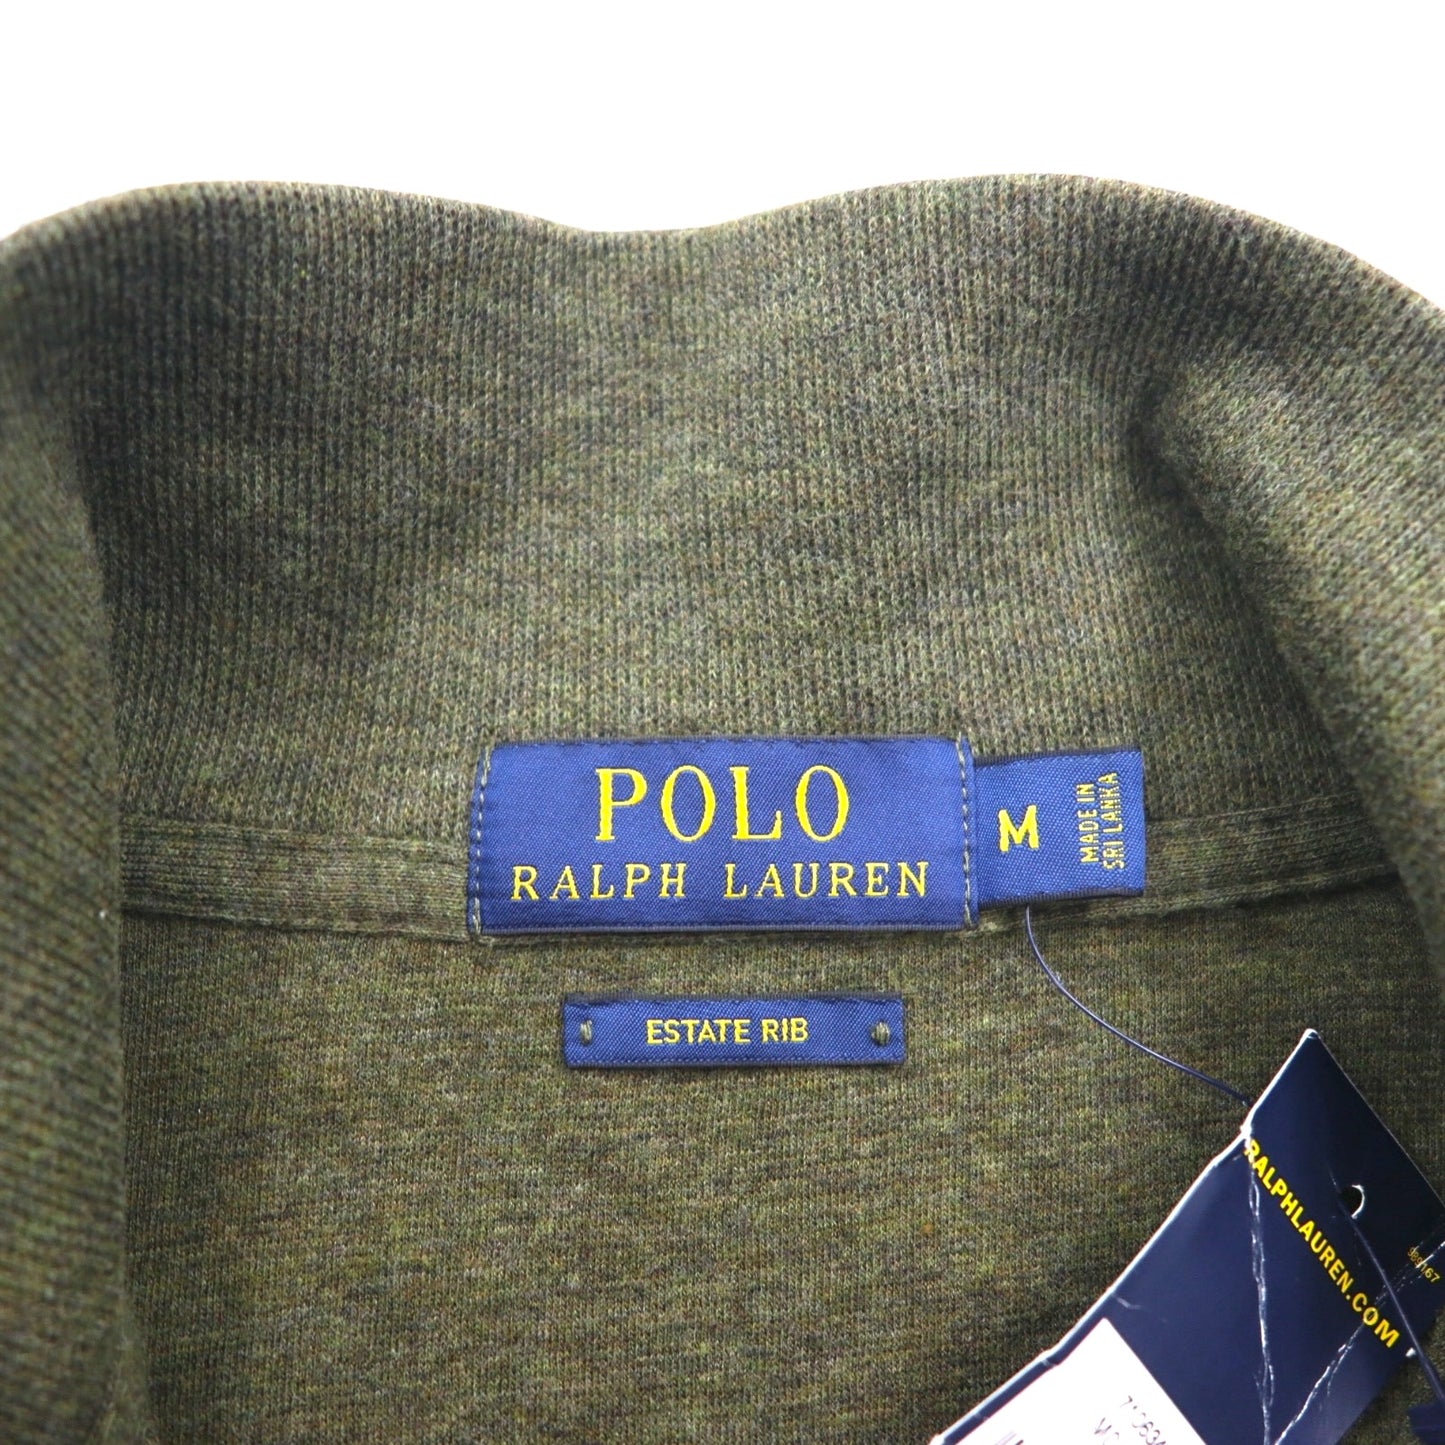 POLO
RALPH LAUREN
M
MADE IN
SRI LANKA
ESTATE RIB
RALPHLAUREN.COM